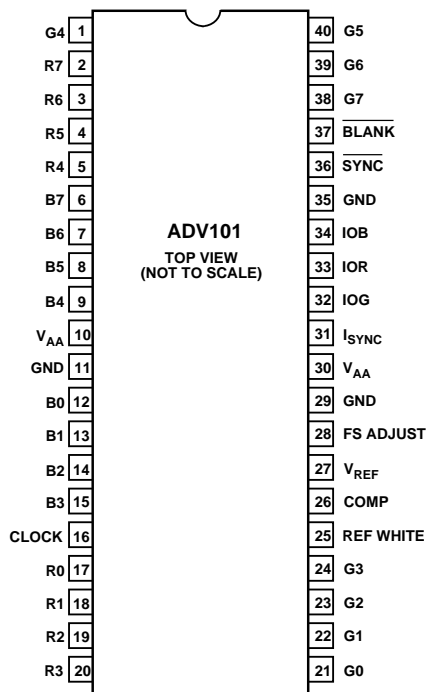 G4 1 40 G5
R7 2 39 G6
R6 3 38 G7
R5 4 37 BLANK
R4 5 36 SYNC
B7 6 35 GND
B6 7 ADV101 34 IOB
B5 8 TOP VIEW 33 IOR
(NOT TO SCALE)
B4 9 32 IOG
VAA 10 31 ISYNC
GND 11 30 VAA
B0 12 29 GND
B1 13 28 FS ADJUST
B2 14 27 VREF
B3 15 26 COMP
CLOCK 16 25 REF WHITE
R0 17 24 G3
R1 18 23 G2
R2 19 22 G1
R3 20 21 G0